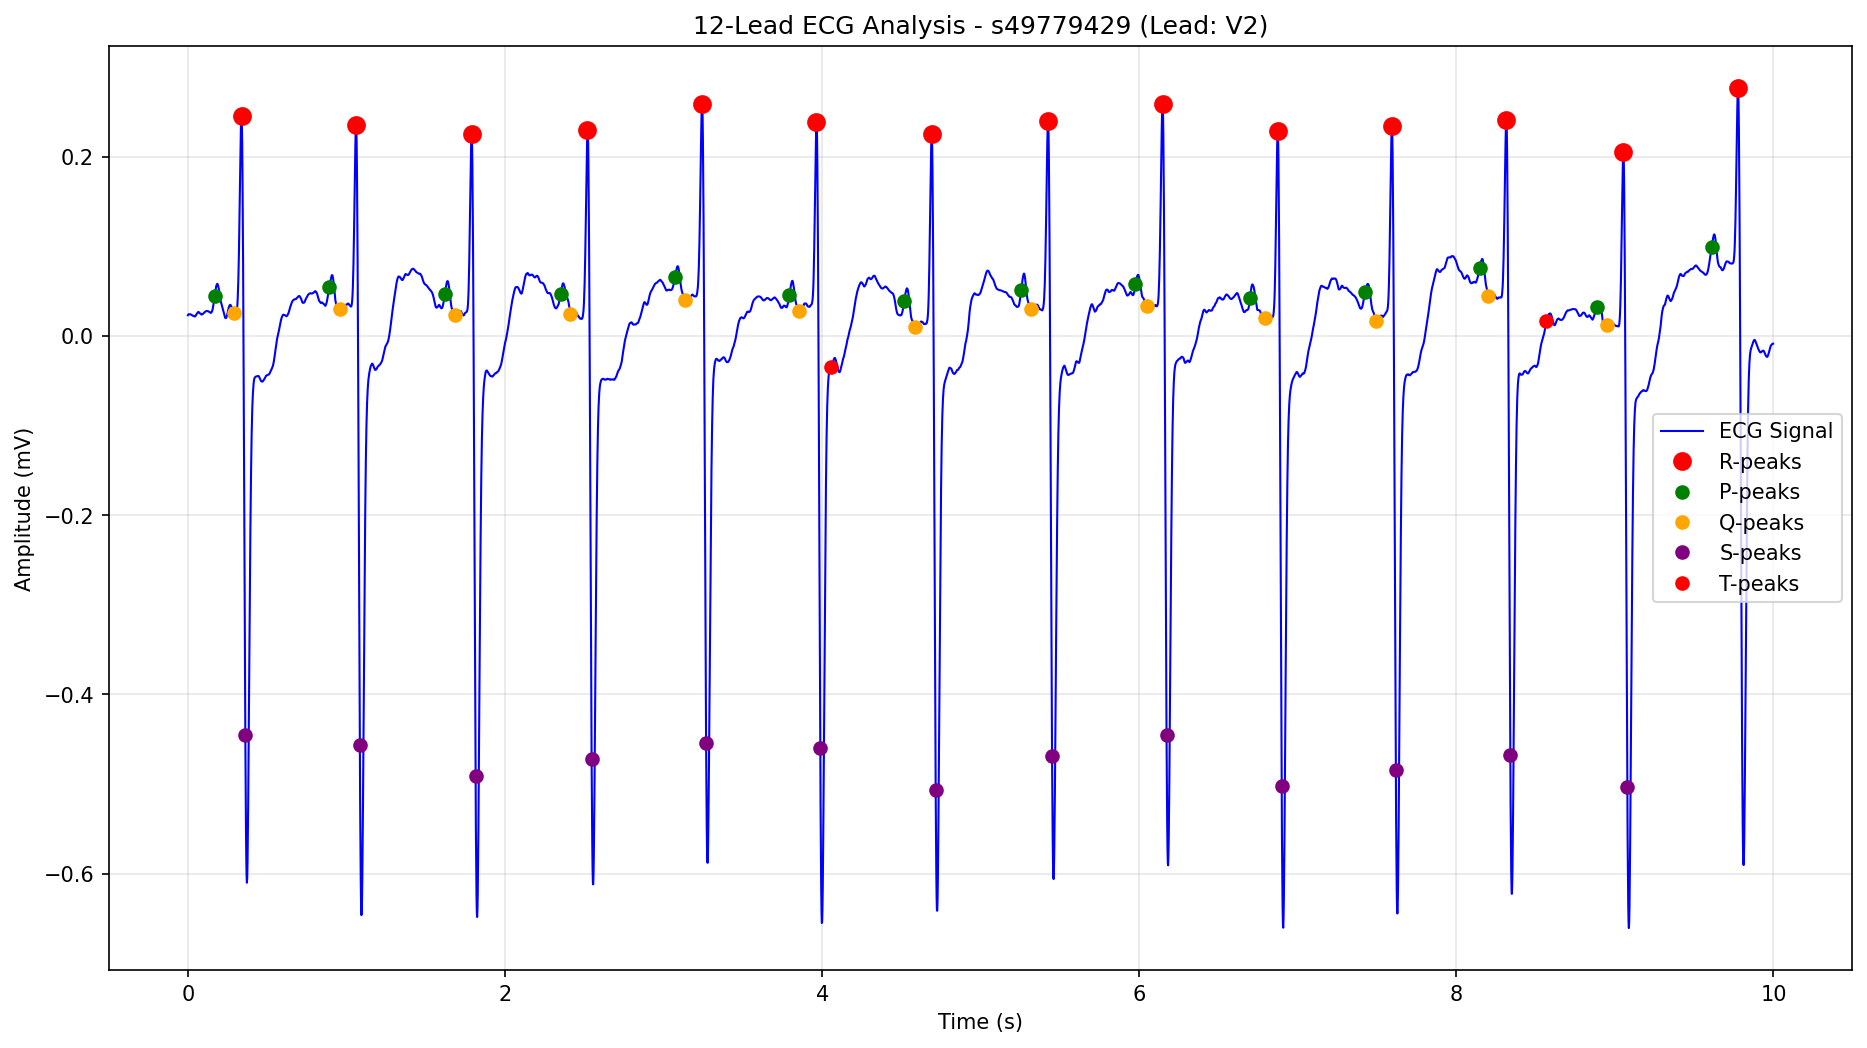 12-Lead ECG Analysis - s49779429 (Lead: V2)
Amplitude (mV)
0.2
0.0
−0.2
−0.4
−0.6
ECG Signal
R-peaks
P-peaks
Q-peaks
S-peaks
T-peaks
0 2 4 6 8 10
Time (s)